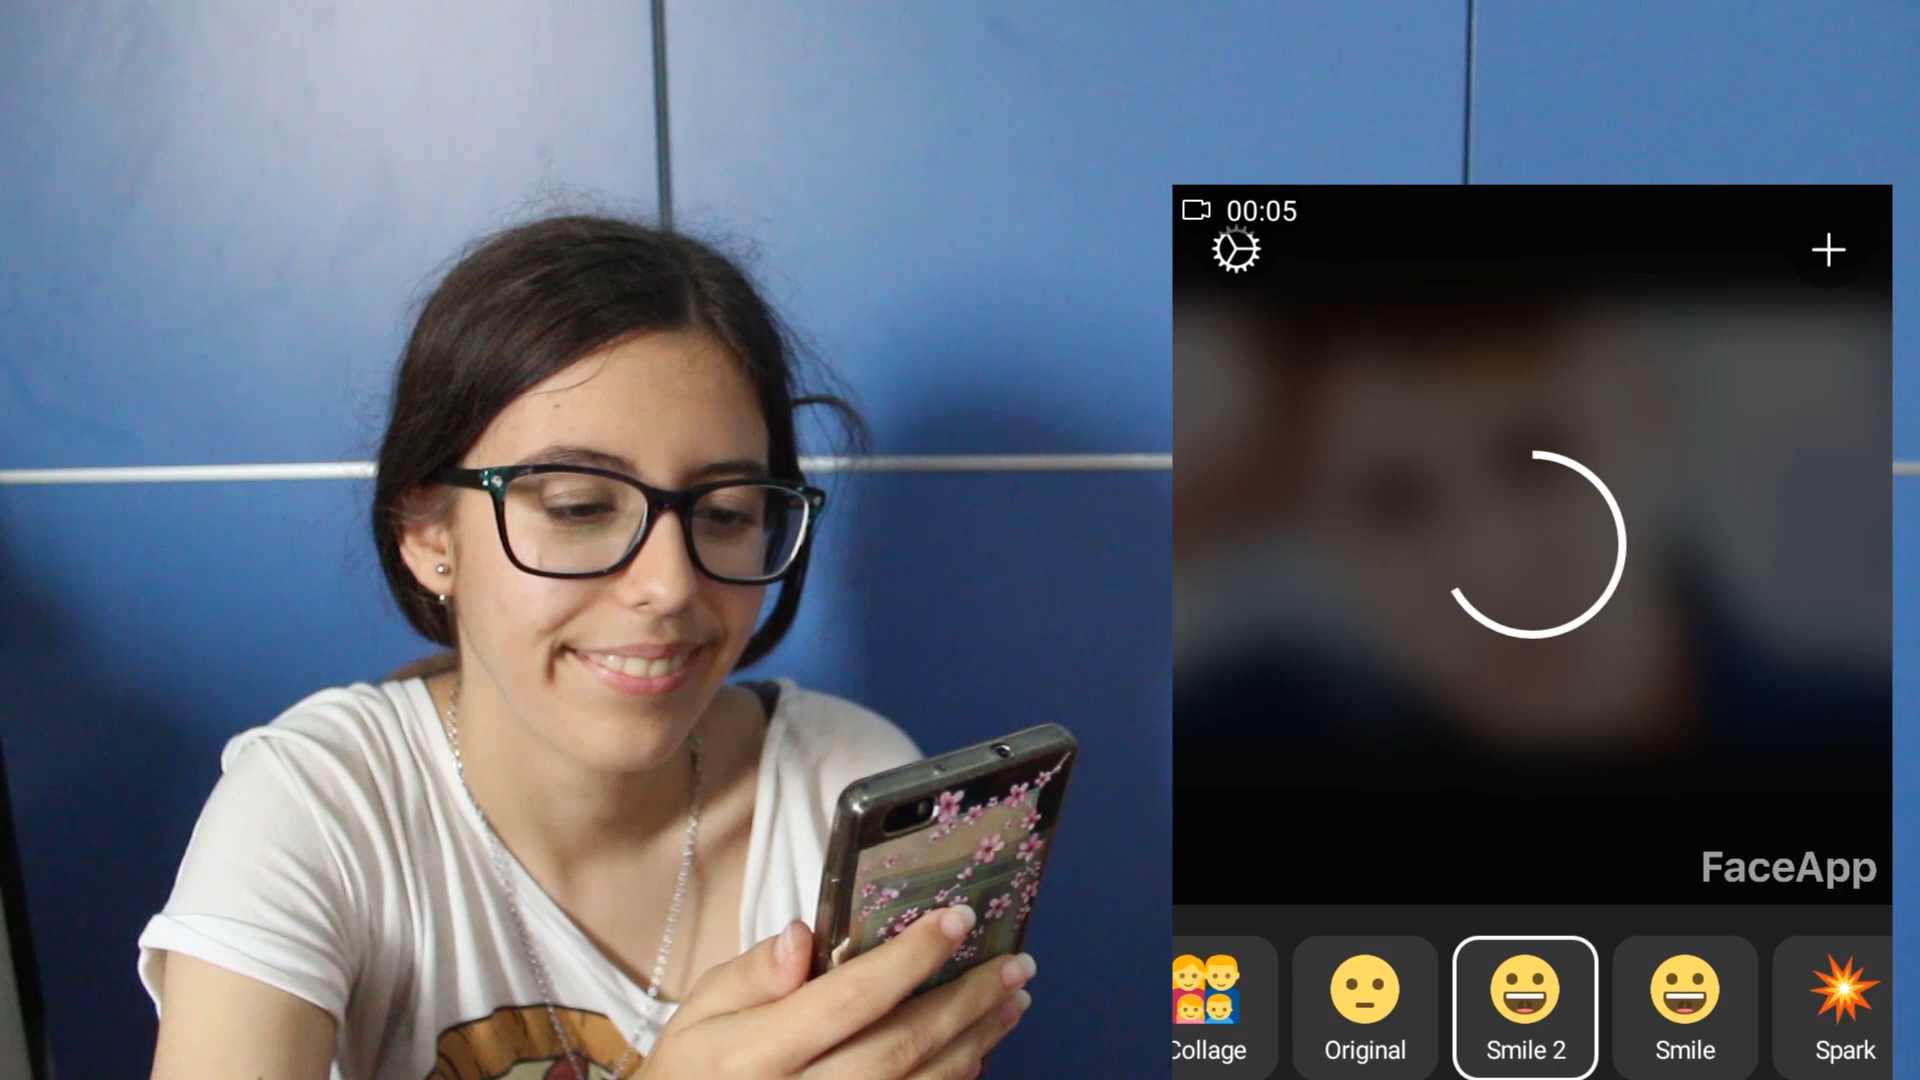 00:05
FaceApp
Collage
Original
Smile 2
Smile
Spark